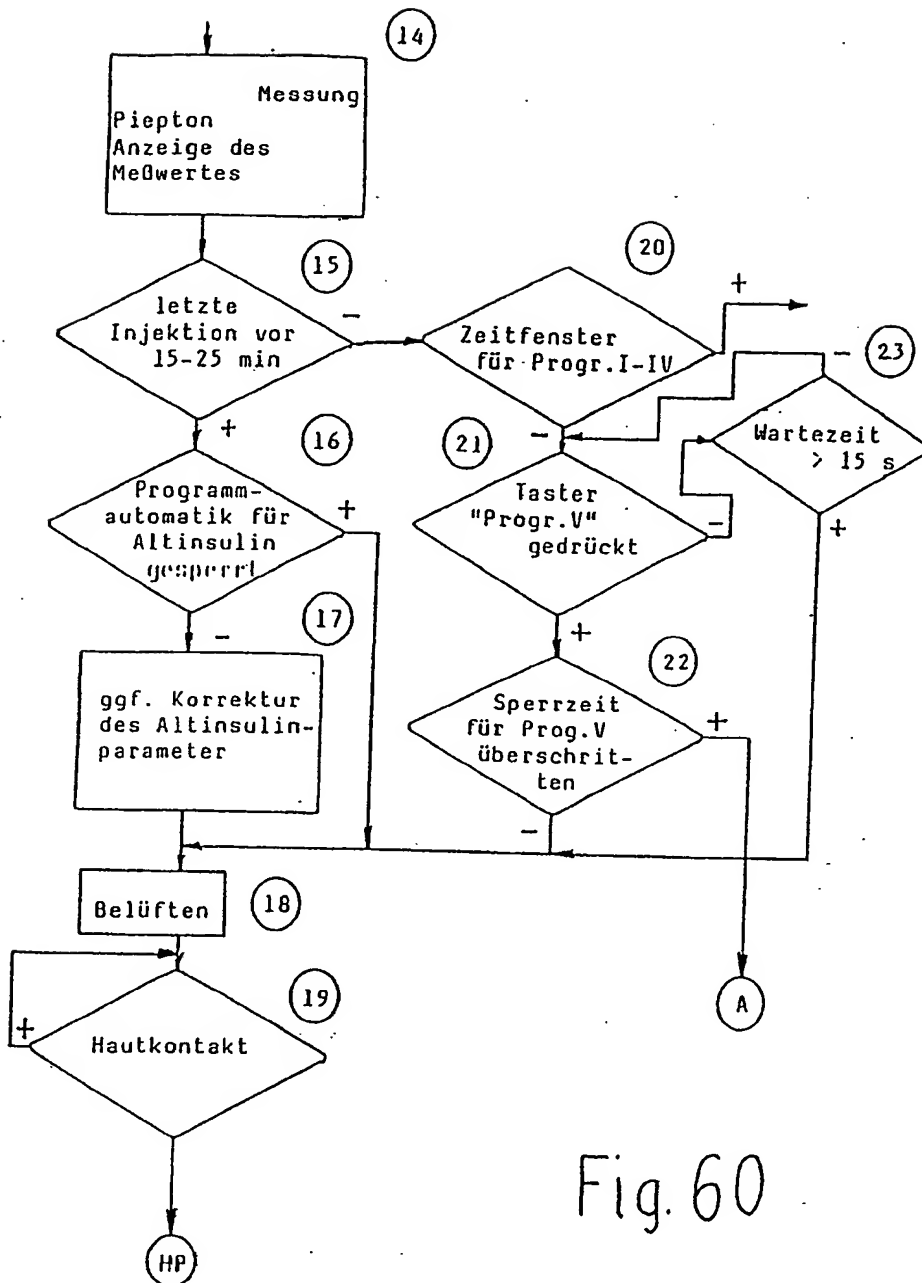 14
Messung
Piepton
Anzeige des
Meßwertes
15
letzte
Injektion vor
15-25 min
-
+
20
Zeitfenster
für Progr.I-IV
+
-
23
Wartezeit
> 15 s
-
+
16
Programm-
automatik für
Altinsulin
gesperrt
+
-
21
Taster
"Progr.V"
gedrückt
-
+
17
ggf. Korrektur
des Altinsulin-
parameter
22
Sperrzeit
für Prog.V
überschrit-
ten
+
-
Belüften
18
19
Hautkontakt
+
A
HP
Fig. 60